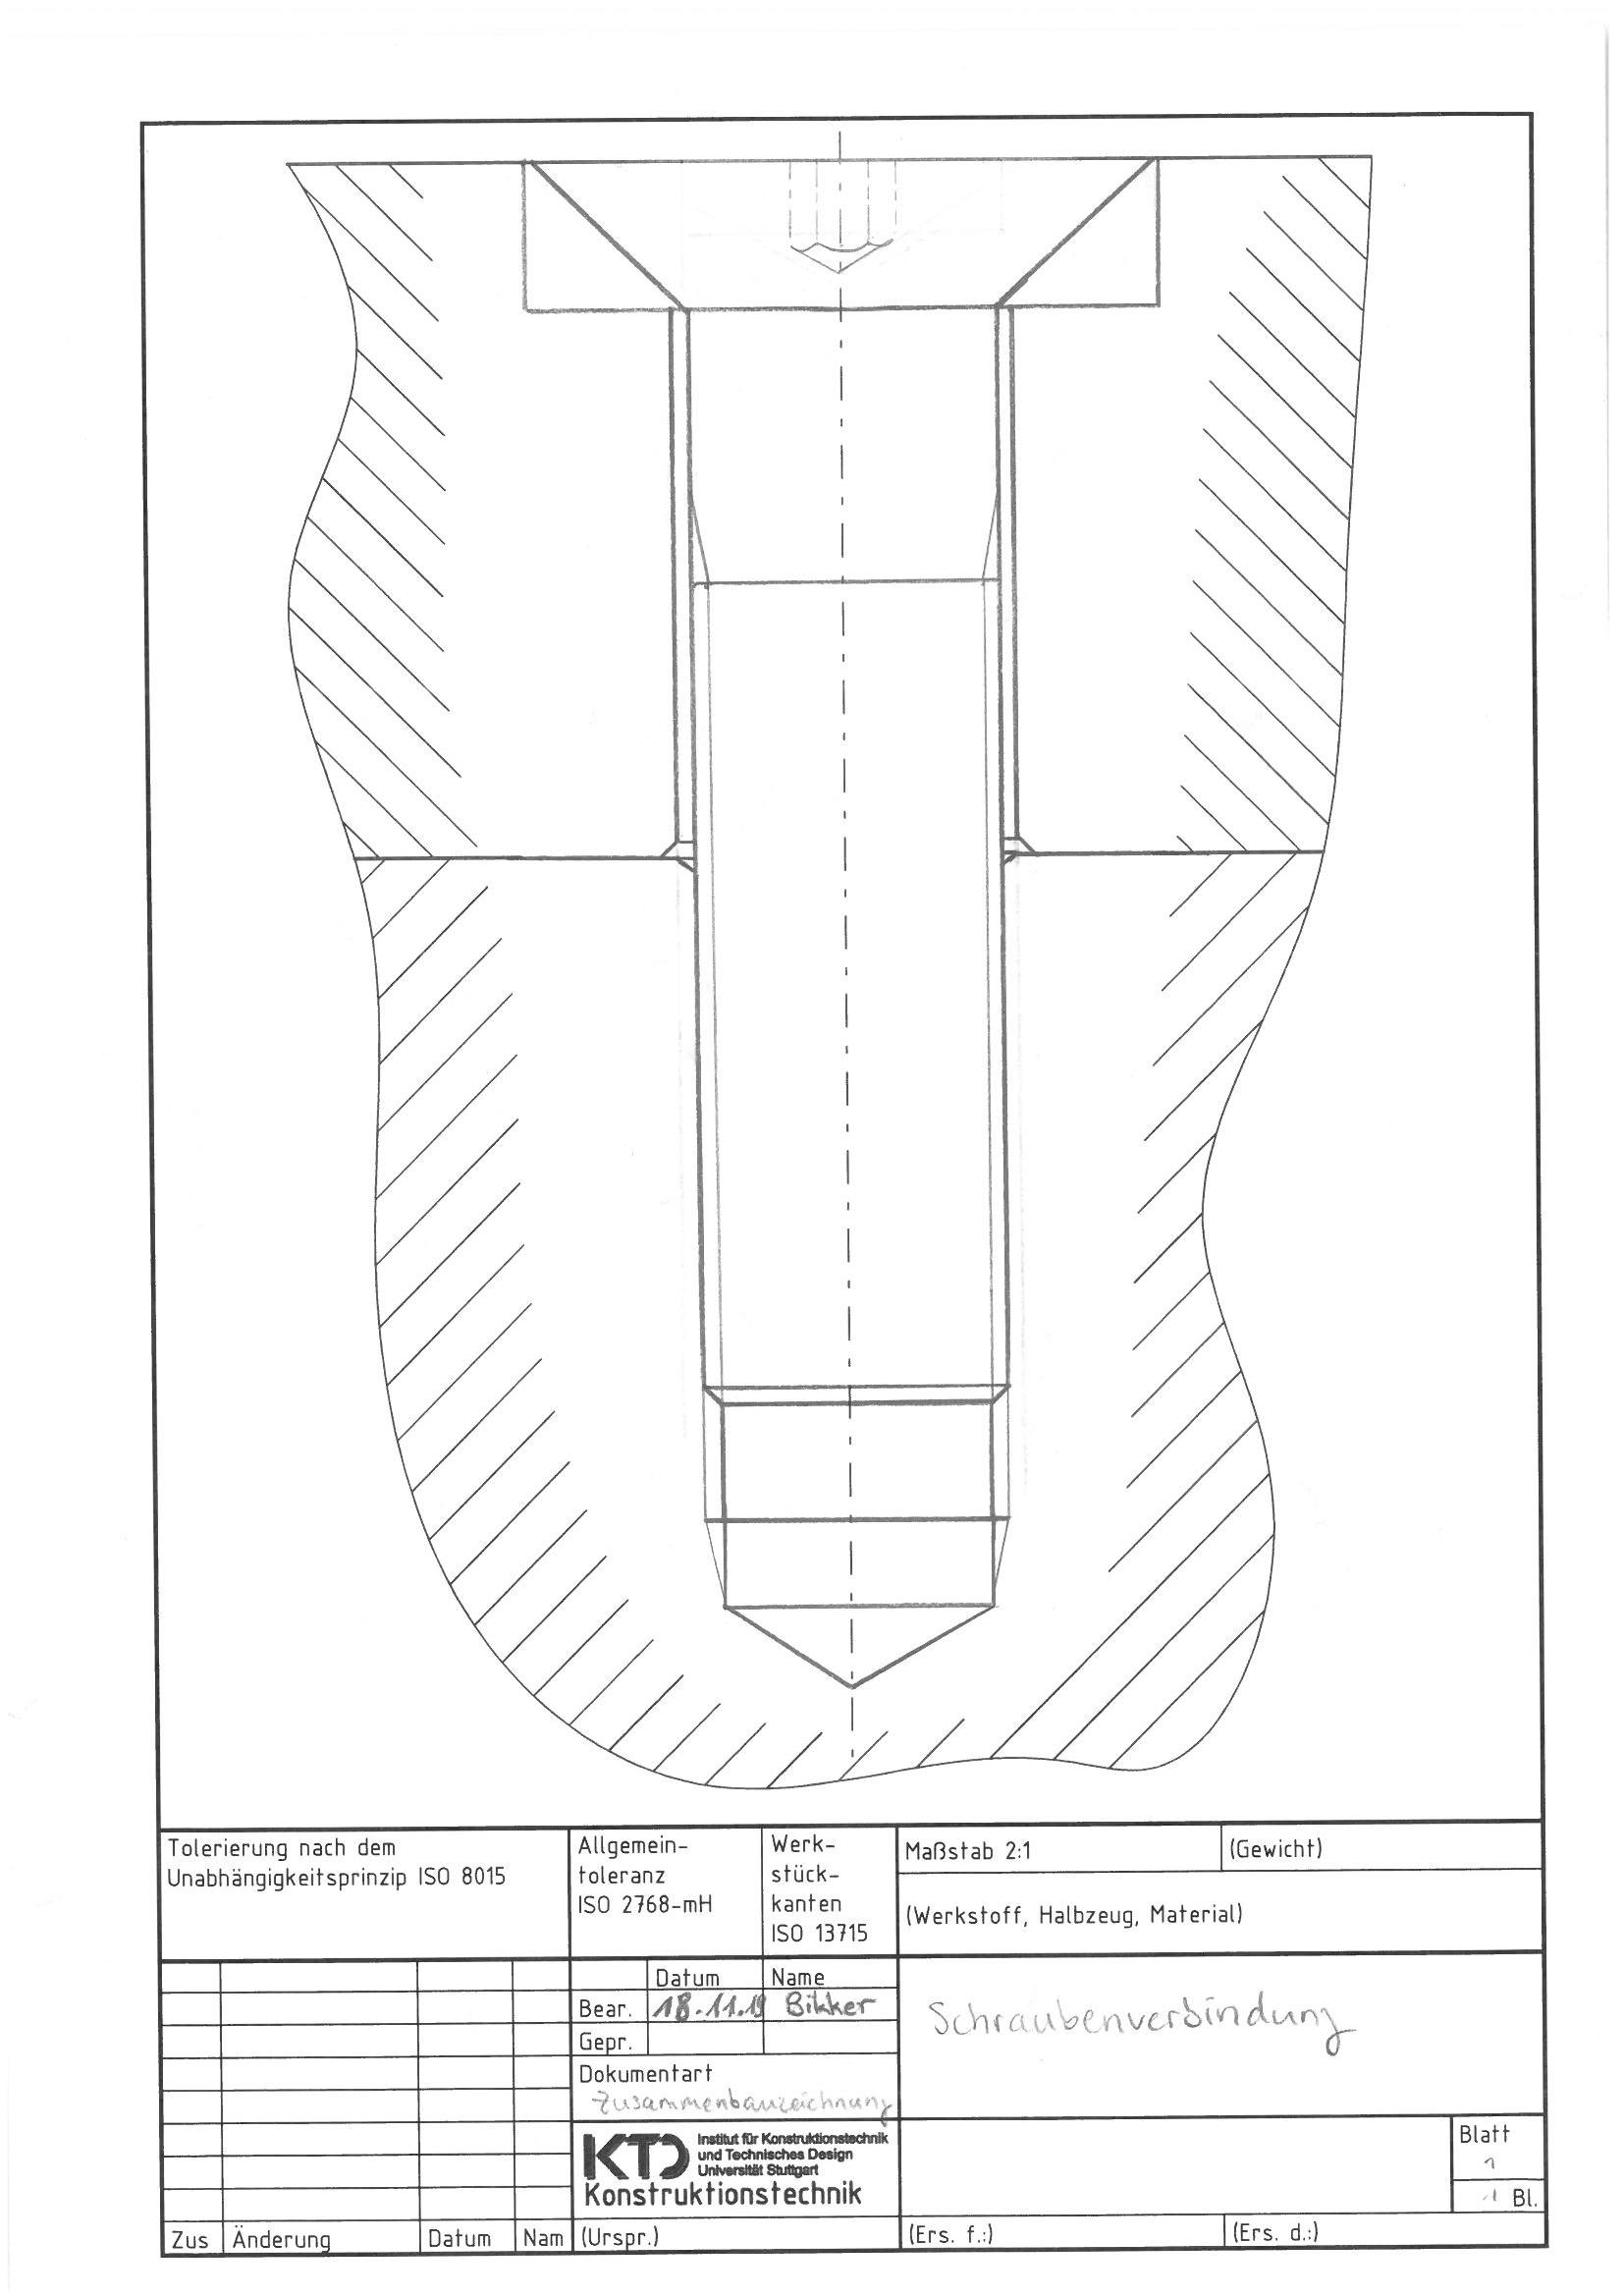 Tolerierung nach dem
Unabhängigkeitsprinzip ISO 8015
Allgemein-
toleranz
ISO 2768-mH
Werk-
stück-
kanten
ISO 13715
Maßstab 2:1
(Gewicht)
(Werkstoff, Halbzeug, Material)
Datum
Name
Bear.
18.11.19
Bikker
Gepr.
Schraubenverbindung
Dokumentart
Zusammenbauzeichnung
KTD
Institut für Konstruktionstechnik
und Technisches Design
Universität Stuttgart
Konstruktionstechnik
Blatt
1
1 Bl.
Zus
Änderung
Datum
Nam
(Urspr.)
(Ers. f.:)
(Ers. d.:)